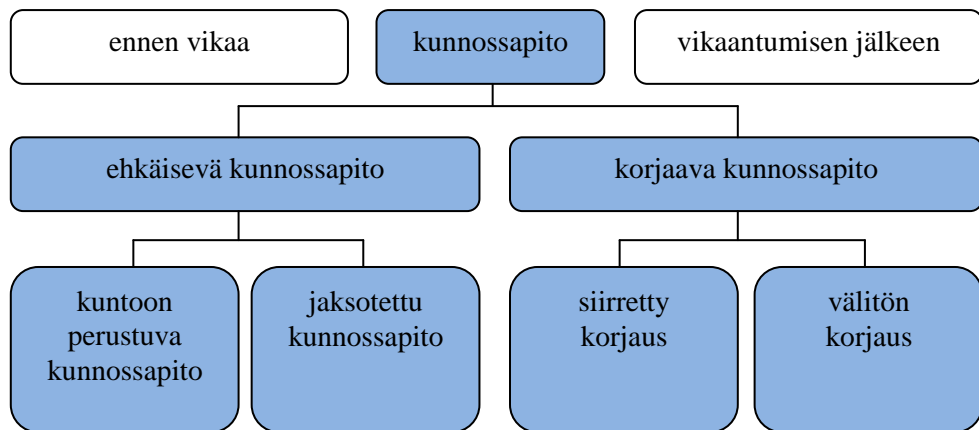 ennen vikaa
kunnossapito
vikaantumisen jälkeen
ehkäisevä kunnossapito
korjaava kunnossapito
kuntoon
perustuva
kunnossapito
jaksotettu
kunnossapito
siirretty
korjaus
välitön
korjaus